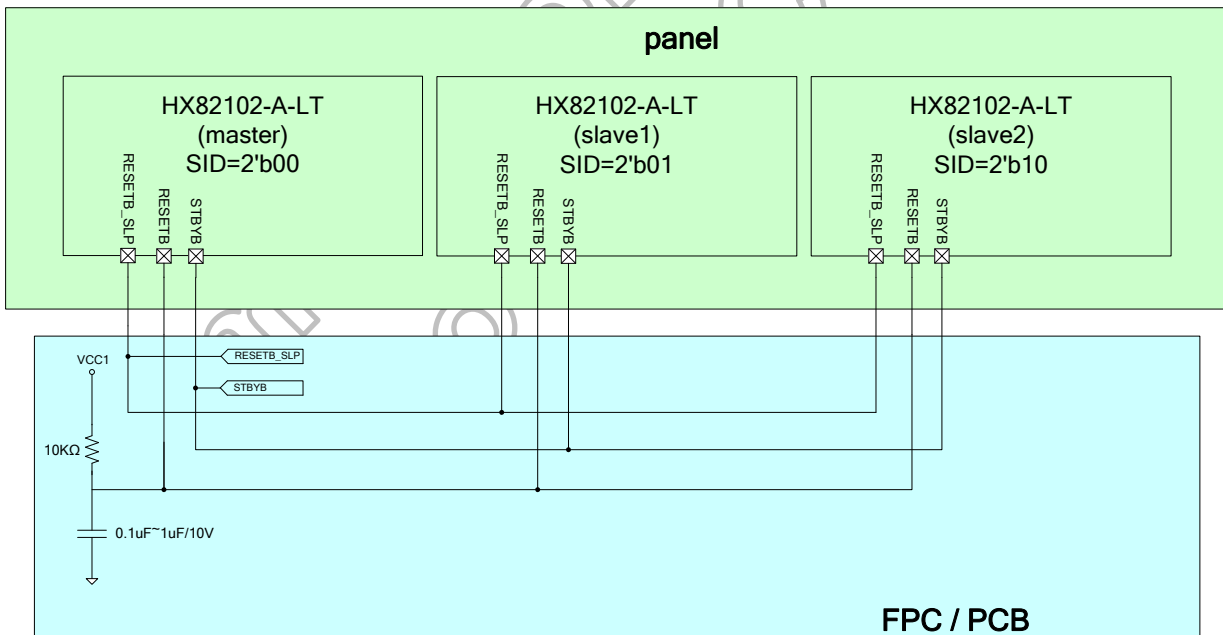 panel
HX82102-A-LT
(master)
SID=2'b00
RESETB_SLP
RESETB
STBYB
HX82102-A-LT
(slave1)
SID=2'b01
RESETB_SLP
RESETB
STBYB
HX82102-A-LT
(slave2)
SID=2'b10
RESETB_SLP
RESETB
STBYB
VCC1
RESETB_SLP
STBYB
10KΩ
0.1uF~1uF/10V
FPC / PCB